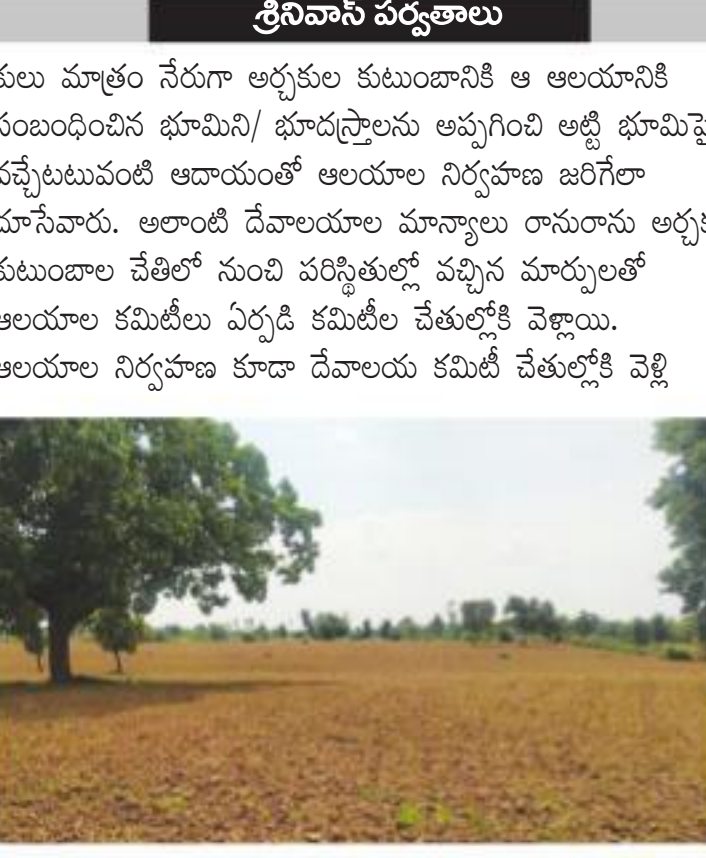 శ్రీనివాస్ పర్వతాలు
కులు మాత్రం నేరుగా అర్చకుల కుటుంబానికి ఆ ఆలయానికి
సంబంధించిన భూమిని/ భూదస్త్రాలను అప్పగించి అట్టి భూమిపై
వచ్చేటటువంటి ఆదాయంతో ఆలయాల నిర్వహణ జరిగేలా
చూసేవారు. అలాంటి దేవాలయాల మాన్యాలు రానురాను అర్చక
కుటుంబాల చేతిలో నుంచి పరిస్థితుల్లో వచ్చిన మార్పులతో
ఆలయాల కమిటీలు ఏర్పడి కమిటీల చేతుల్లోకి వెళ్లాయి.
ఆలయాల నిర్వహణ కూడా దేవాలయ కమిటీ చేతుల్లోకి వెళ్లి